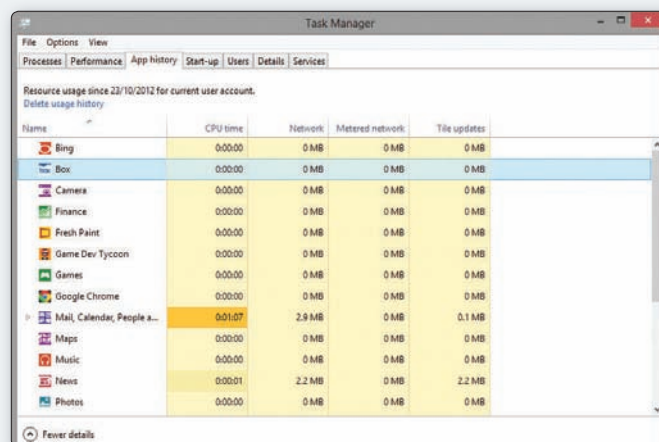 Task Manager
File Options View
Processes Performance App history Start-up Users Details Services
Resource usage since 23/10/2012 for current user account.
Delete usage history
Name CPU time Network Metered network Tile updates
Bing 0:00:00 0 MB 0 MB 0 MB
Box 0:00:00 0 MB 0 MB 0 MB
Camera 0:00:00 0 MB 0 MB 0 MB
Finance 0:00:00 0 MB 0 MB 0 MB
Fresh Paint 0:00:00 0 MB 0 MB 0 MB
Game Dev Tycoon 0:00:00 0 MB 0 MB 0 MB
Games 0:00:00 0 MB 0 MB 0 MB
Google Chrome 0:00:00 0 MB 0 MB 0 MB
Mail, Calendar, People a... 0:01:07 2.9 MB 0 MB 0.1 MB
Maps 0:00:00 0 MB 0 MB 0 MB
Music 0:00:00 0 MB 0 MB 0 MB
News 0:00:01 2.2 MB 0 MB 2.2 MB
Photos 0:00:00 0 MB 0 MB 0 MB
Fewer details